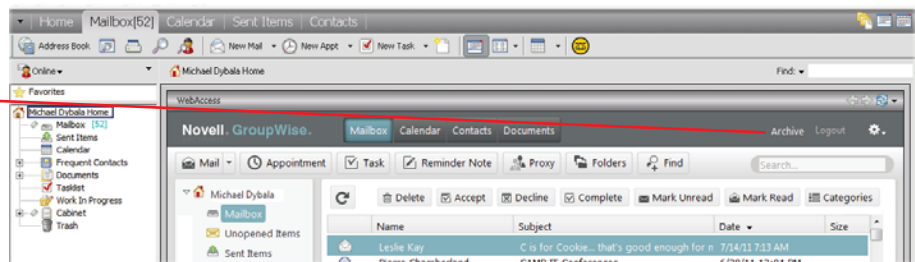 Home Mailbox[52] Calendar Sent Items Contacts
Address Book New Mail New Appt New Task
Online Michael Dybala Home Find:
Favorites
WebAccess
Michael Dybala Home
Mailbox [52]
Sent Items
Calendar
Frequent Contacts
Documents
Tasklist
Work In Progress
Cabinet
Trash
Novell. GroupWise. Mailbox Calendar Contacts Documents Archive Logout
Mail Appointment Task Reminder Note Proxy Folders Find Search...
Michael Dybala
Mailbox
Unopened Items
Sent Items
Delete Accept Decline Complete Mark Unread Mark Read Categories
Name Subject Date Size
Leslie Kay C is for Cookie... that's good enough for n 7/14/11 7:13 AM